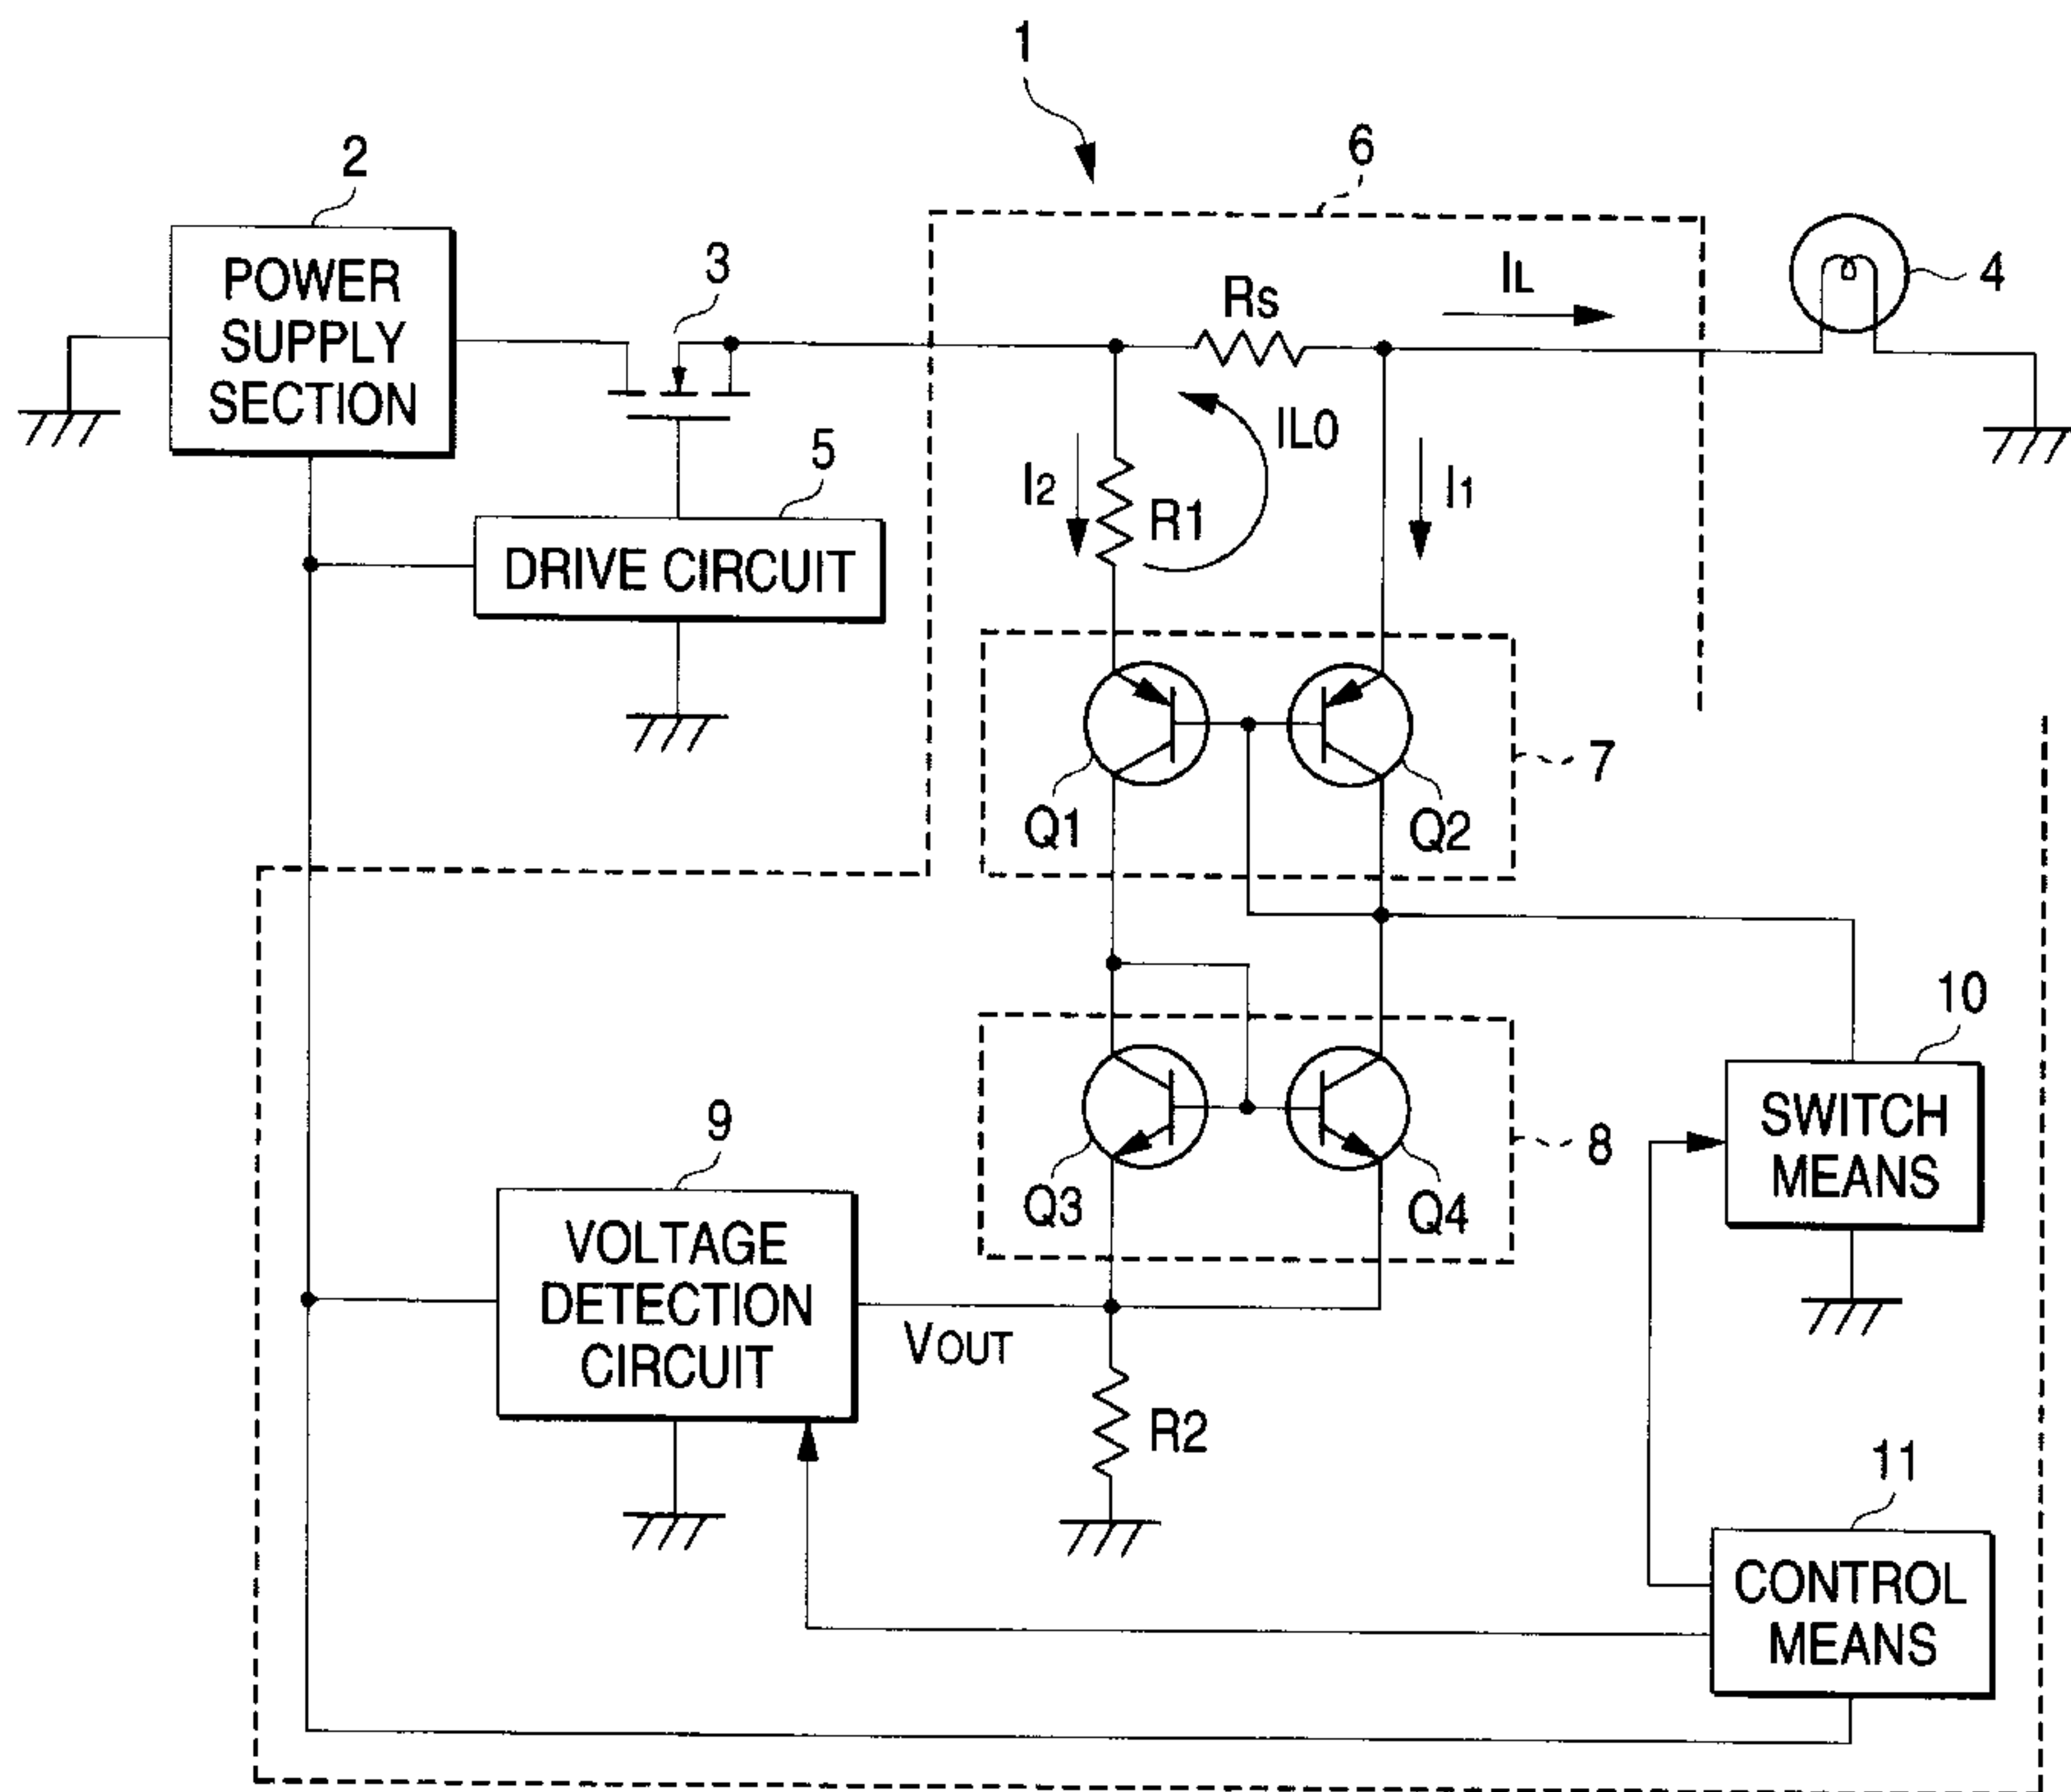 1
2
6
3
POWER
SUPPLY
SECTION
RS
IL
4
5
IL0
I2
R1
I1
DRIVE CIRCUIT
7
Q1
Q2
10
9
8
SWITCH
MEANS
Q3
Q4
VOLTAGE
DETECTION
CIRCUIT
VOUT
R2
11
CONTROL
MEANS